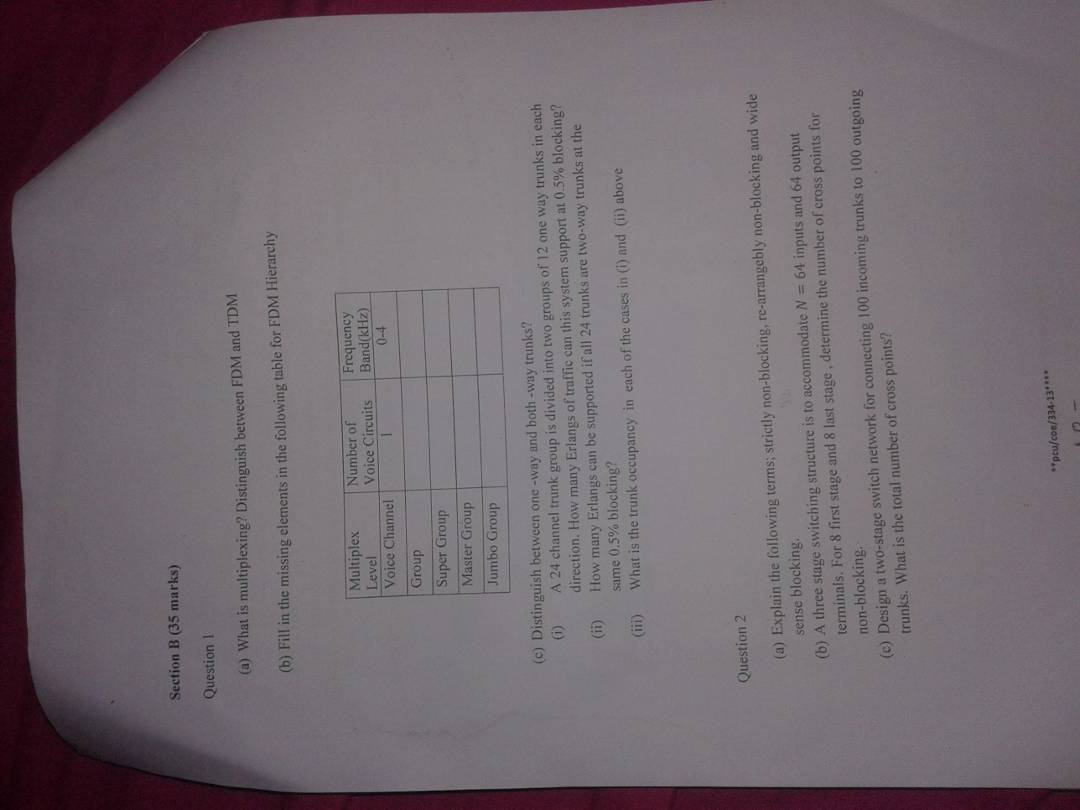 Section B (35 marks)
Question 1
(a) What is multiplexing? Distinguish between FDM and TDM
(b) Fill in the missing elements in the following table for FDM Hierarchy
Multiplex Level Number of Voice Circuits Frequency Band(kHz)
Voice Channel 1 0-4
Group
Super Group
Master Group
Jumbo Group
(c) Distinguish between one -way and both -way trunks?
(i) A 24 channel trunk group is divided into two groups of 12 one way trunks in each
direction. How many Erlangs of traffic can this system support at 0.5% blocking?
(ii) How many Erlangs can be supported if all 24 trunks are two-way trunks at the
same 0.5% blocking?
(iii) What is the trunk occupancy in each of the cases in (i) and (ii) above
Question 2
(a) Explain the following terms; strictly non-blocking, re-arrangebly non-blocking and wide
sense blocking.
(b) A three stage switching structure is to accommodate N = 64 inputs and 64 output
terminals. For 8 first stage and 8 last stage , determine the number of cross points for
non-blocking.
(c) Design a two-stage switch network for connecting 100 incoming trunks to 100 outgoing
trunks. What is the total number of cross points?
**pcu/coe/334-13****